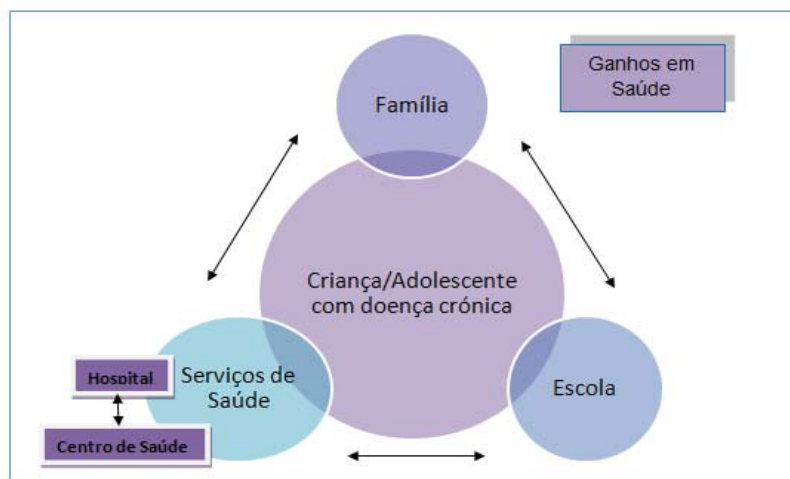 Ganhos em
Saúde
Família
Criança/Adolescente
com doença crónica
Hospital
Serviços de
Saúde
Centro de Saúde
Escola